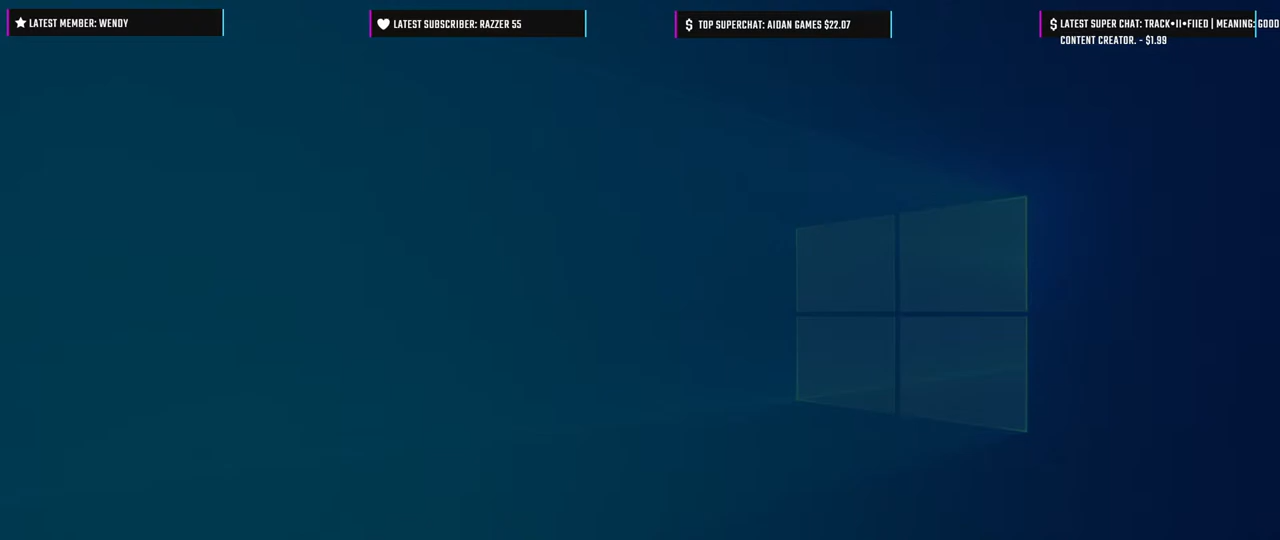 LATEST MEMBER: WENDY
LATEST SUBSCRIBER: RAZZER 55
TOP SUPERCHAT: AIDAN GAMES $22.07
LATEST SUPER CHAT: TRACK•II•FIIED | MEANING: GOOD
CONTENT CREATOR. - $1.99